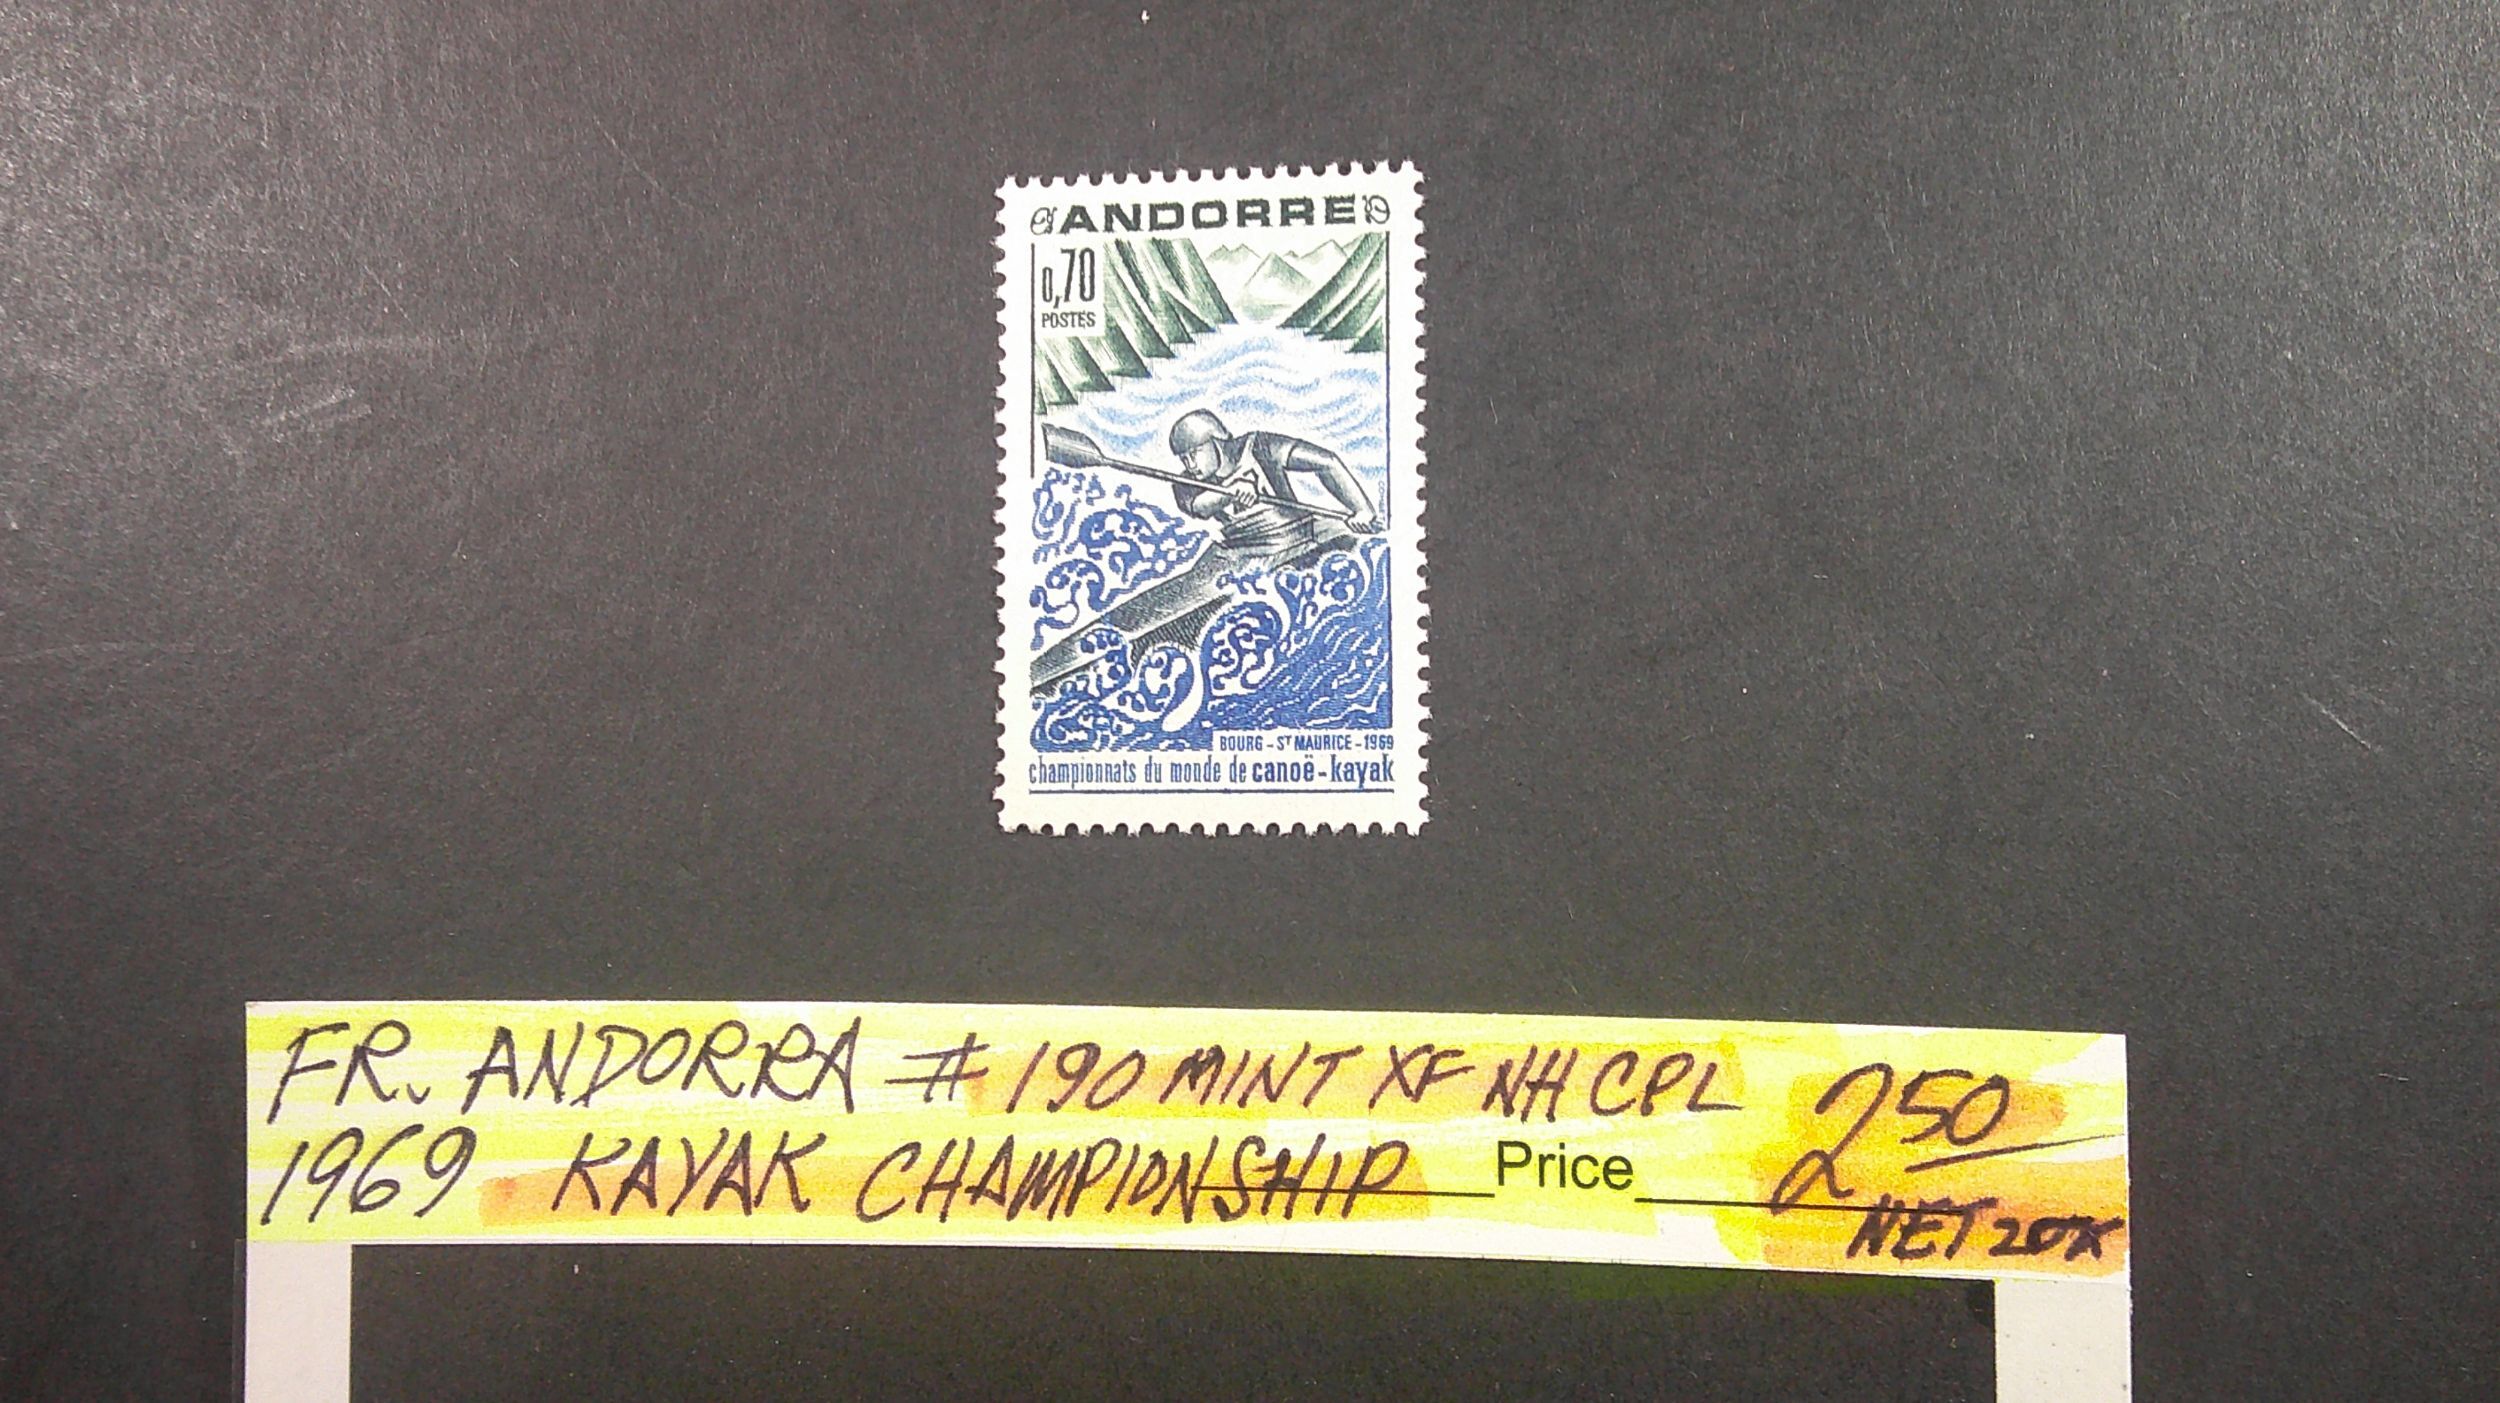 ANDORRE
0,70
POSTES
BOURG - ST MAURICE - 1969
championnats du monde de canoë - kayak
FR. ANDORRA # 190 MINT XF NH CPL 2 50
1969 KAYAK CHAMPIONSHIP Price
NET 20%